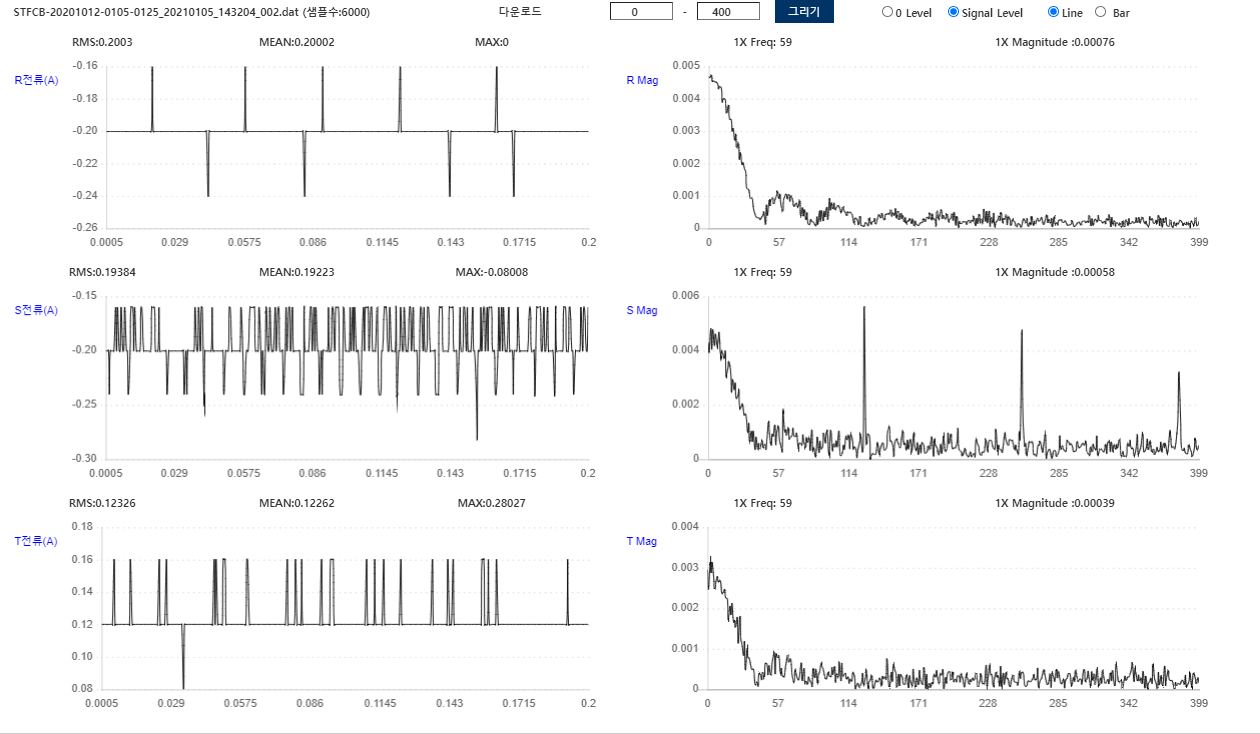 STFCB-20201012-0105-0125_20210105_143204_002.dat (샘플수:6000) 다운로드 0 - 400 그리기 0 Level Signal Level Line Bar
RMS:0.2003 MEAN:0.20002 MAX:0 1X Freq: 59 1X Magnitude :0.00076
R전류(A)
-0.16
-0.18
-0.20
-0.22
-0.24
-0.26
0.0005 0.029 0.0575 0.086 0.1145 0.143 0.1715 0.2
R Mag
0.005
0.004
0.003
0.002
0.001
0
0 57 114 171 228 285 342 399
RMS:0.19384 MEAN:0.19223 MAX:-0.08008 1X Freq: 59 1X Magnitude :0.00058
S전류(A)
-0.15
-0.20
-0.25
-0.30
0.0005 0.029 0.0575 0.086 0.1145 0.143 0.1715 0.2
S Mag
0.006
0.004
0.002
0
0 57 114 171 228 285 342 399
RMS:0.12326 MEAN:0.12262 MAX:0.28027 1X Freq: 59 1X Magnitude :0.00039
T전류(A)
0.18
0.16
0.14
0.12
0.10
0.08
0.0005 0.029 0.0575 0.086 0.1145 0.143 0.1715 0.2
T Mag
0.004
0.003
0.002
0.001
0
0 57 114 171 228 285 342 399